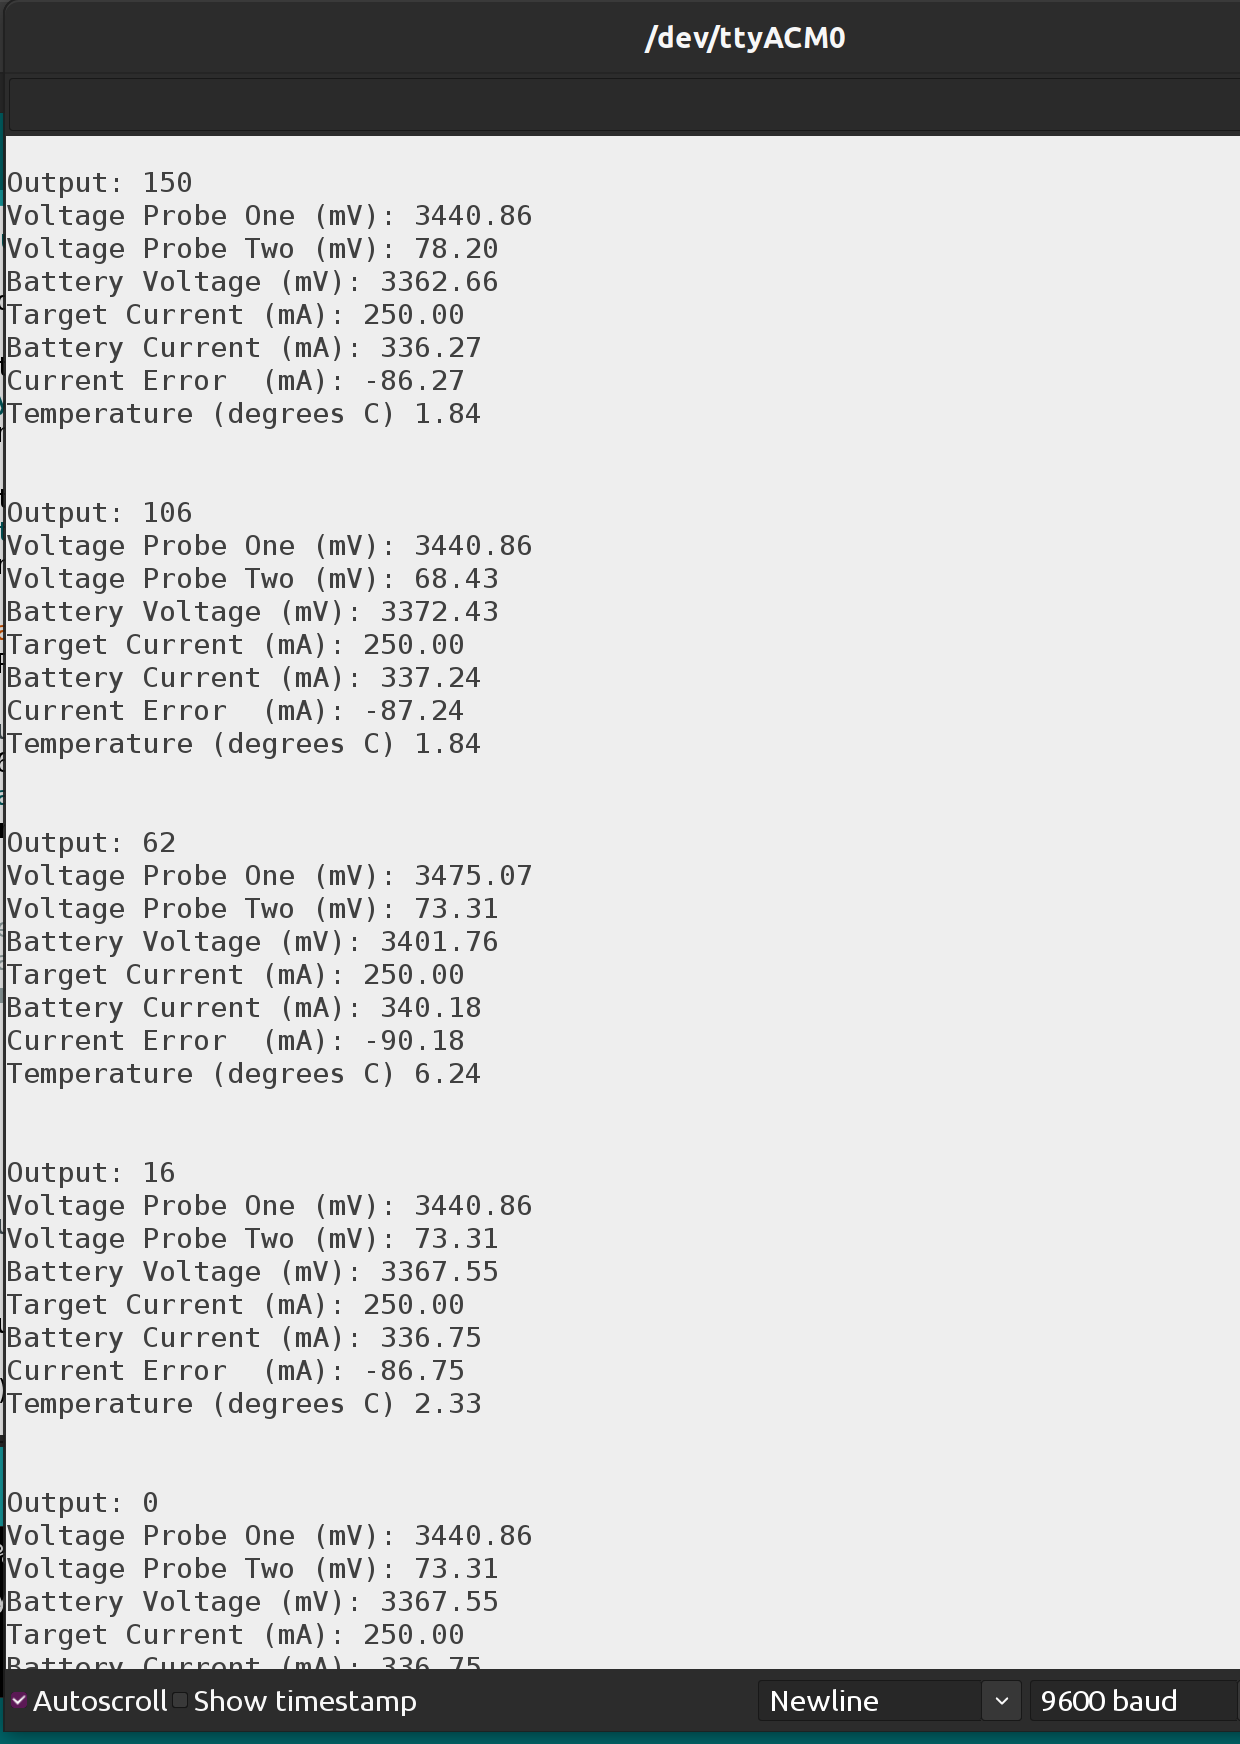 /dev/ttyACM0
Output: 150
Voltage Probe One (mV): 3440.86
Voltage Probe Two (mV): 78.20
Battery Voltage (mV): 3362.66
Target Current (mA): 250.00
Battery Current (mA): 336.27
Current Error  (mA): -86.27
Temperature (degrees C) 1.84
Output: 106
Voltage Probe One (mV): 3440.86
Voltage Probe Two (mV): 68.43
Battery Voltage (mV): 3372.43
Target Current (mA): 250.00
Battery Current (mA): 337.24
Current Error  (mA): -87.24
Temperature (degrees C) 1.84
Output: 62
Voltage Probe One (mV): 3475.07
Voltage Probe Two (mV): 73.31
Battery Voltage (mV): 3401.76
Target Current (mA): 250.00
Battery Current (mA): 340.18
Current Error  (mA): -90.18
Temperature (degrees C) 6.24
Output: 16
Voltage Probe One (mV): 3440.86
Voltage Probe Two (mV): 73.31
Battery Voltage (mV): 3367.55
Target Current (mA): 250.00
Battery Current (mA): 336.75
Current Error  (mA): -86.75
Temperature (degrees C) 2.33
Output: 0
Voltage Probe One (mV): 3440.86
Voltage Probe Two (mV): 73.31
Battery Voltage (mV): 3367.55
Target Current (mA): 250.00
Battery Current (mA): 336.75
Autoscroll Show timestamp Newline 9600 baud